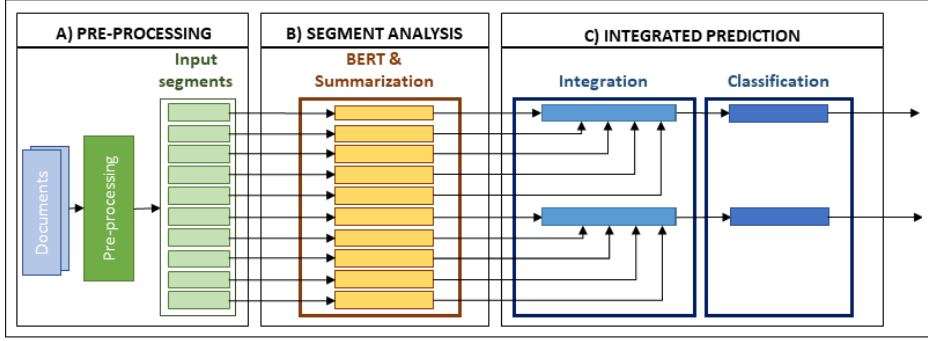 A) PRE-PROCESSING
B) SEGMENT ANALYSIS
C) INTEGRATED PREDICTION
Input
segments
BERT &
Summarization
Integration
Classification
Documents
Pre-processing